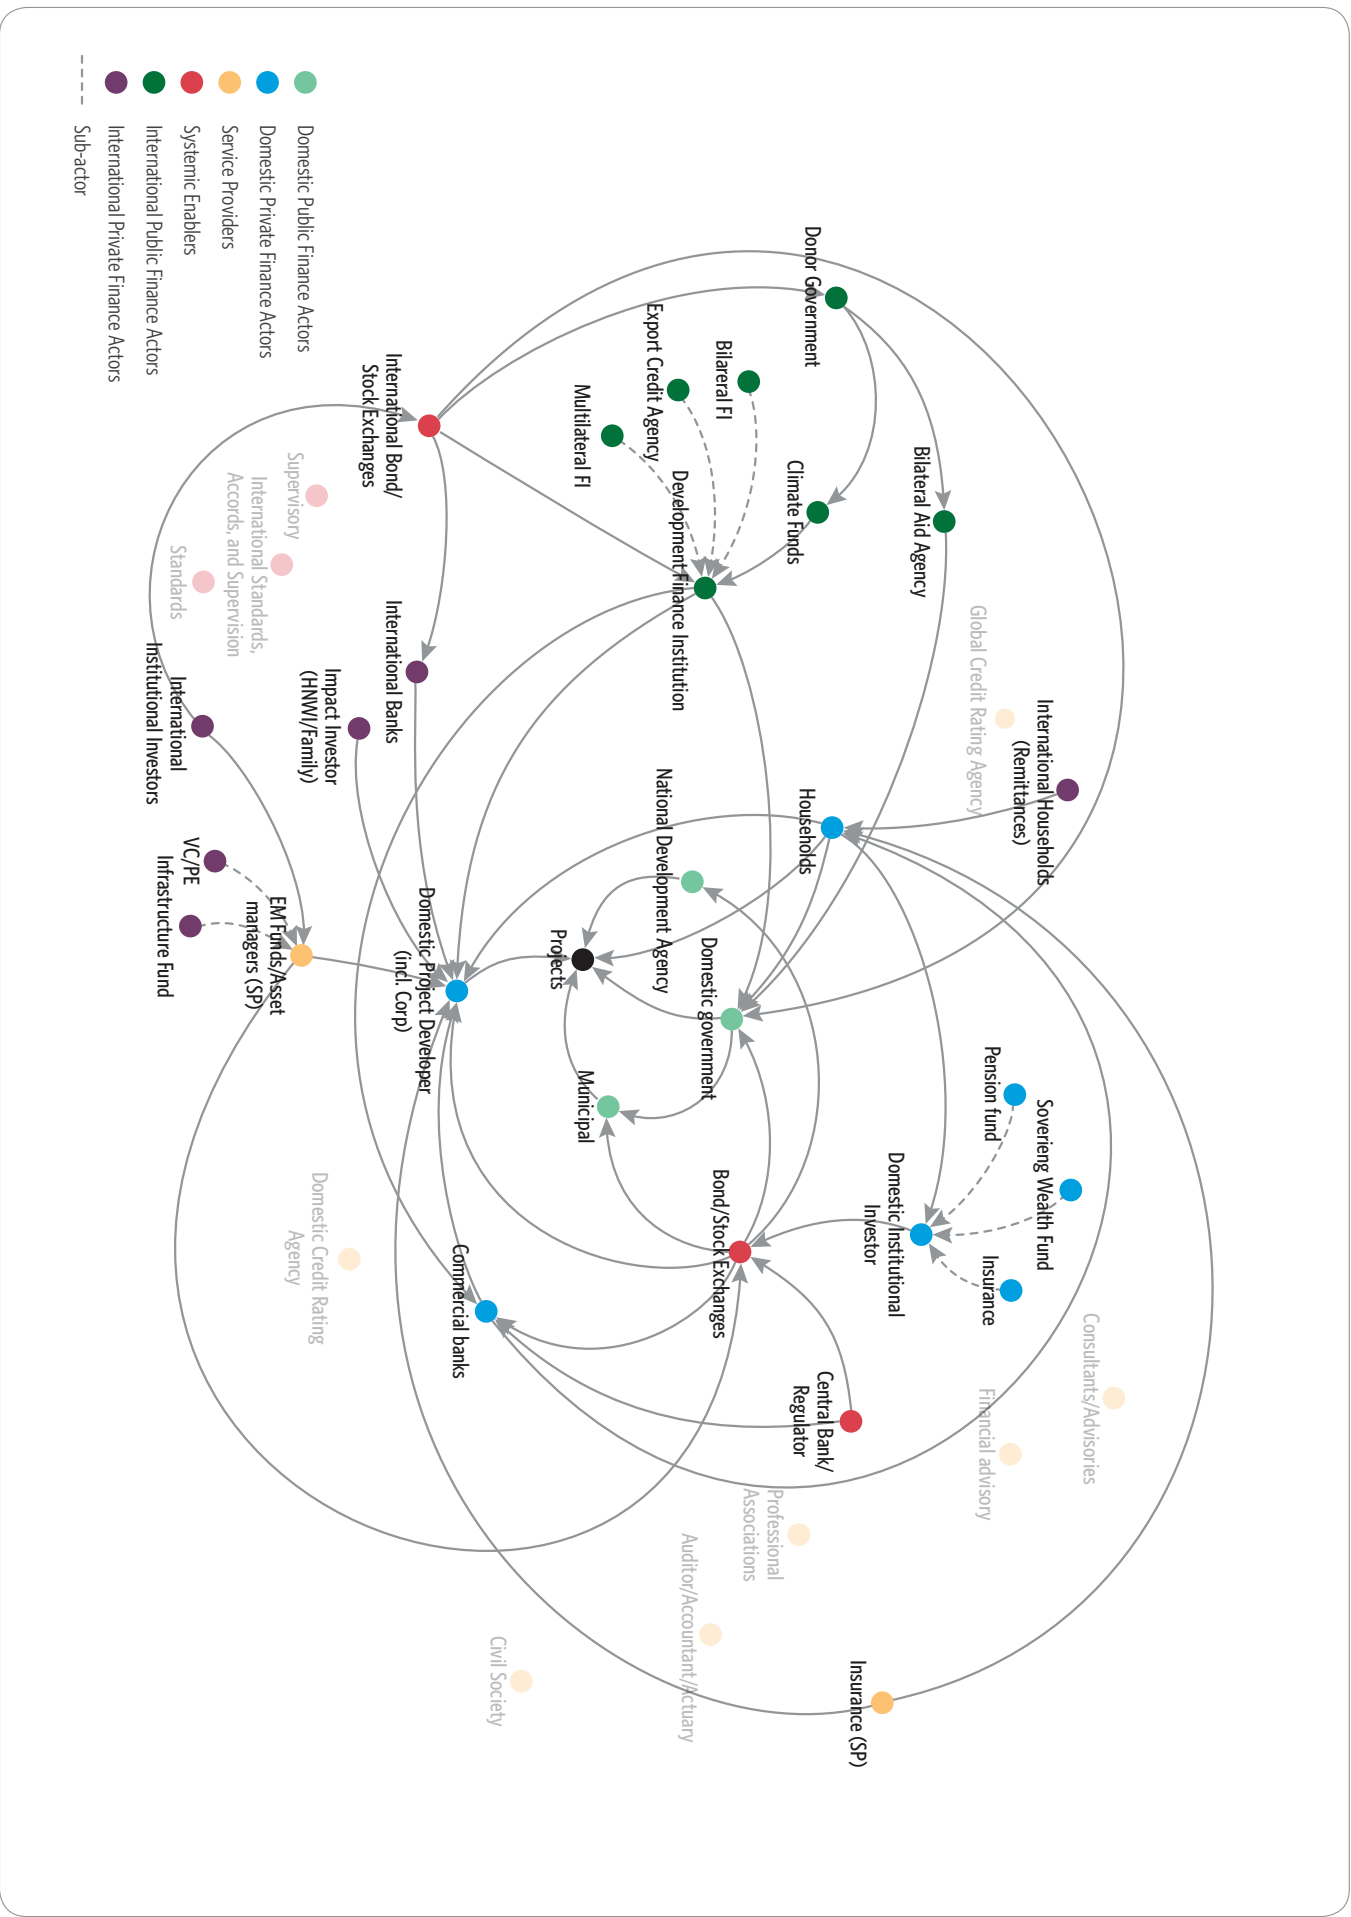 Consultants/Advisories
International Households
(Remittances)
Soverieng Wealth Fund
Pension fund
Insurance
Financial advisory
Global Credit Rating Agency
Bilateral Aid Agency
Domestic Institutional
Investor
Insurance (SP)
Central Bank/
Regulator
Donor Government
Households
Climate Funds
Professional
Associations
Bilareral FI
Bond/Stock Exchanges
Domestic government
Auditor/Accountant/Actuary
Development Finance Institution
National Development Agency
Export Credit Agency
Municipal
Multilateral FI
Projects
Civil Society
Commercial banks
Domestic Project Developer
(incl. Corp)
International Bond/
Stock Exchanges
International Banks
Impact Investor
(HNWI/Family)
Domestic Credit Rating
Agency
Supervisory
EM Funds/Asset
managers (SP)
International Standards,
Accords, and Supervision
VC/PE
Standards
International
Institutional Investors
Infrastructure Fund
Domestic Public Finance Actors
Domestic Private Finance Actors
Service Providers
Systemic Enablers
International Public Finance Actors
International Private Finance Actors
Sub-actor